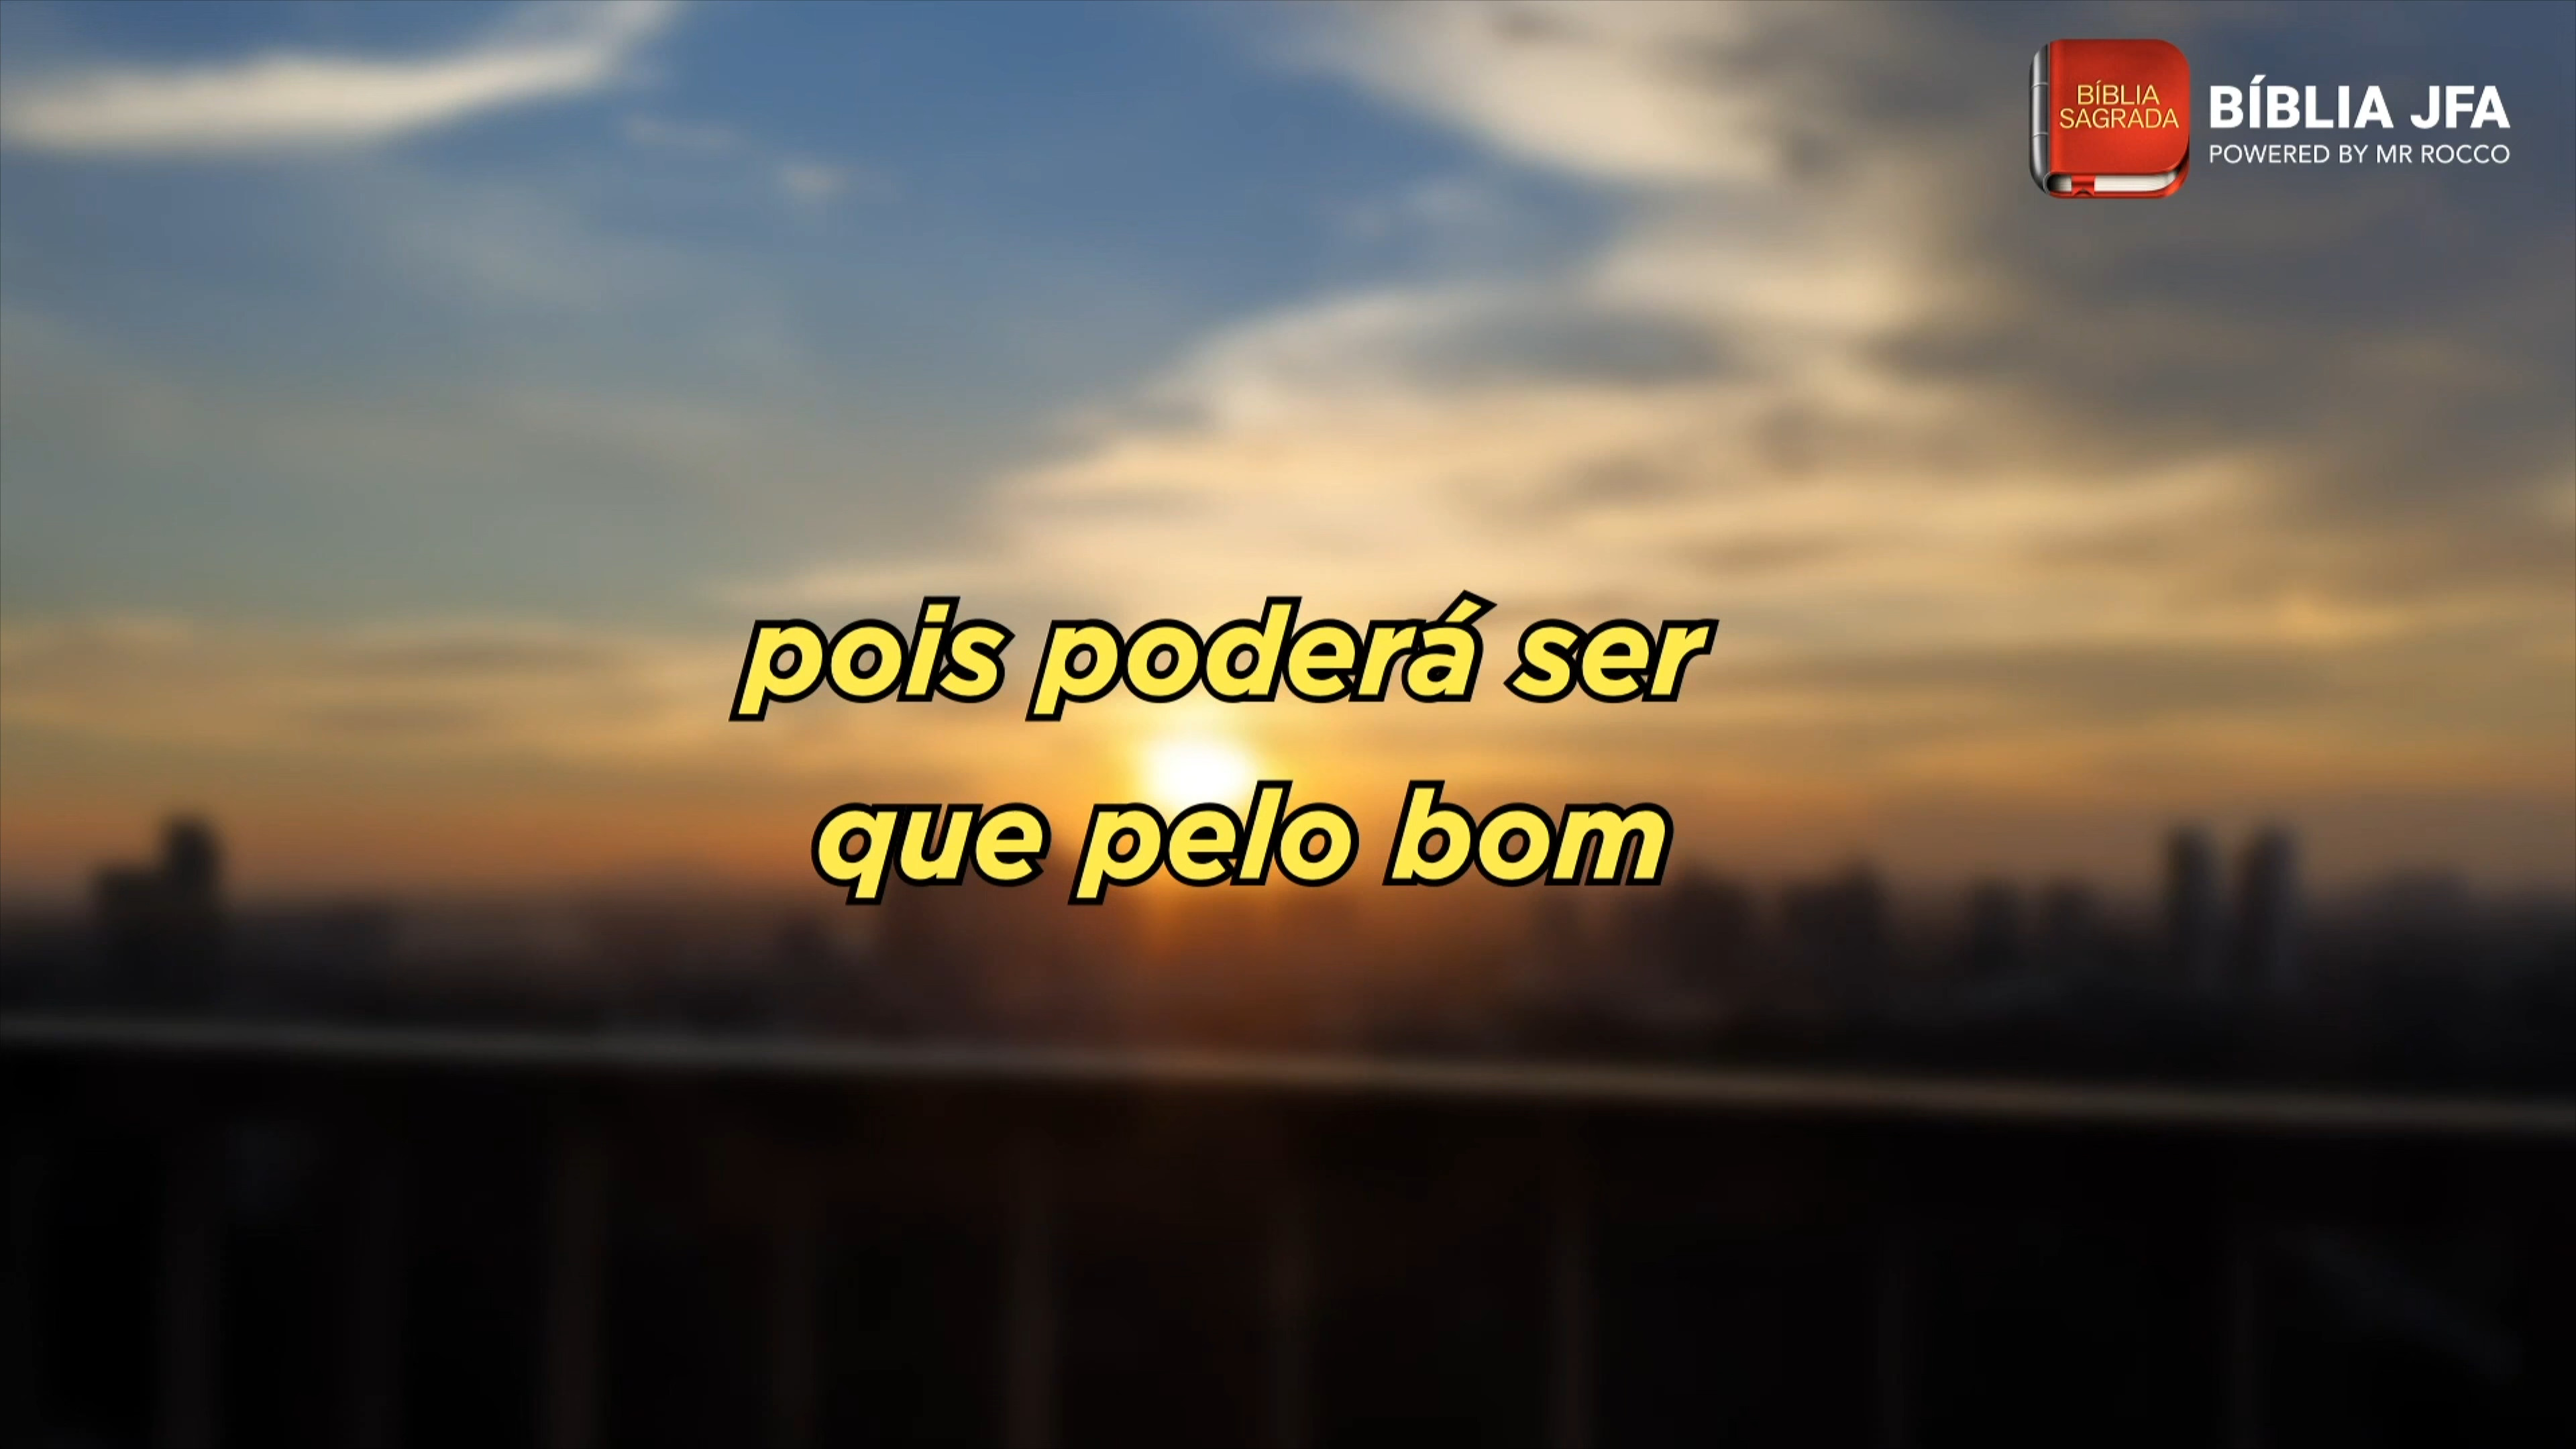 BÍBLIA
SAGRADA
BÍBLIA JFA
POWERED BY MR ROCCO
pois poderá ser
que pelo bom